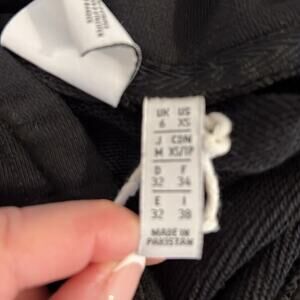 UK US
6 XS
J CDN
M XS/TP
D F
32 34
E I
32 38
MADE IN
PAKISTAN